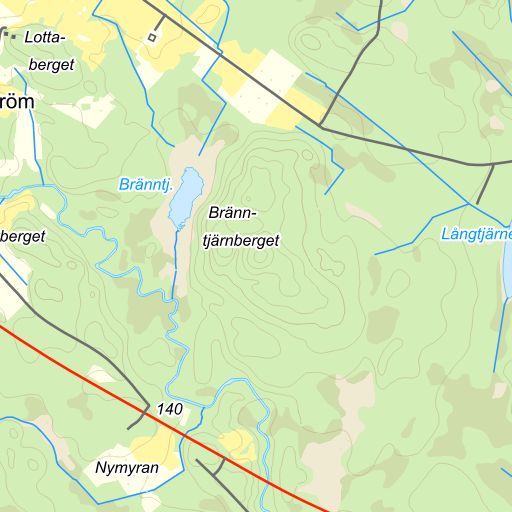 Lotta-
berget
röm
Bränntj.
Bränn-
tjärnberget
berget
Långtjärne
140
Nymyran